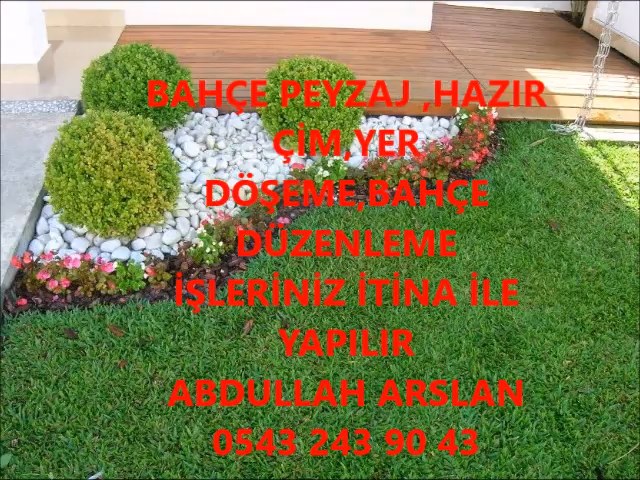 BAHÇE PEYZAJ ,HAZIR
ÇİM,YER
DÖŞEME,BAHÇE
DÜZENLEME
İŞLERİNİZ İTİNA İLE
YAPILIR
ABDULLAH ARSLAN
0543 243 90 43